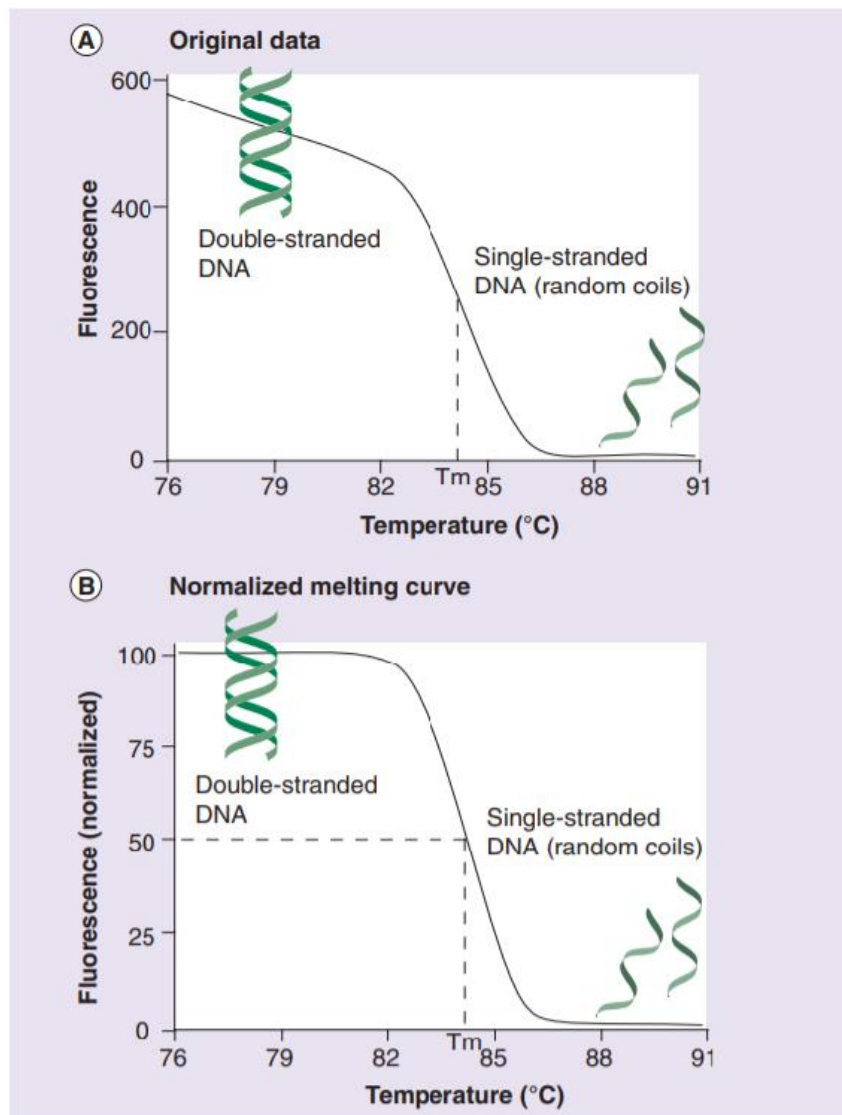 A Original data
600
400
200
0
Fluorescence
Double-stranded
DNA
Single-stranded
DNA (random coils)
Tm
76 79 82 85 88 91
Temperature (°C)
B Normalized melting curve
100
75
50
25
0
Fluorescence (normalized)
Double-stranded
DNA
Single-stranded
DNA (random coils)
Tm
76 79 82 85 88 91
Temperature (°C)